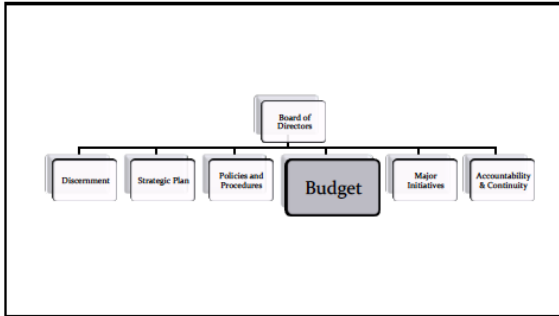 Board of
Directors
Discernment
Strategic Plan
Policies and
Procedures
Budget
Major
Initiatives
Accountability
& Continuity